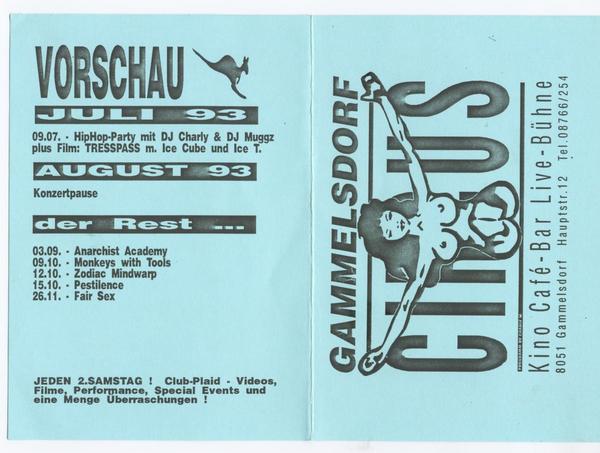 VORSCHAU
JULI 93
09.07. - HipHop-Party mit DJ Charly & DJ Muggz
plus Film: TRESSPASS m. Ice Cube und Ice T.
AUGUST 93
Konzertpause
der Rest ...
03.09. - Anarchist Academy
09.10. - Monkeys with Tools
12.10. - Zodiac Mindwarp
15.10. - Pestilence
26.11. - Fair Sex
JEDEN 2.SAMSTAG ! Club-Plaid - Videos,
Filme, Performance, Special Events und
eine Menge Überraschungen !
GAMMELSDORF
CIRCUS
Kino Café-Bar Live-Bühne
8051 Gammelsdorf Hauptstr.12 Tel.08766/254